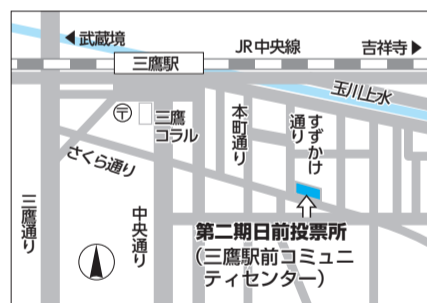 ◀武蔵境
JR中央線
吉祥寺▶
三鷹駅
玉川上水
〒
三鷹
コラル
本町通り
すずかけ
通り
さくら通り
三鷹通り
中央通り
第二期日前投票所
(三鷹駅前コミュニ
ティセンター)